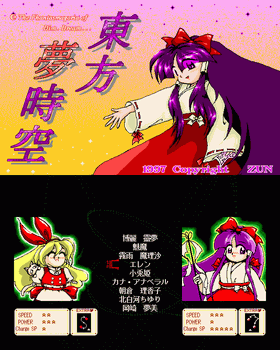 The Phantasmagoria of
Dim. Dream...
東方
夢時空
1997 Copyright ZUN
博麗 靈夢
魅魔
霧雨 魔理沙
エレン
小兎姫
カナ・アナベラル
朝倉 理香子
北白河ちゆり
岡崎 夢美
SPEED ★★
POWER ★
Charge SP ★★★★
S
SPEED ★★★
POWER ★★★
Charge SP ★★★
?